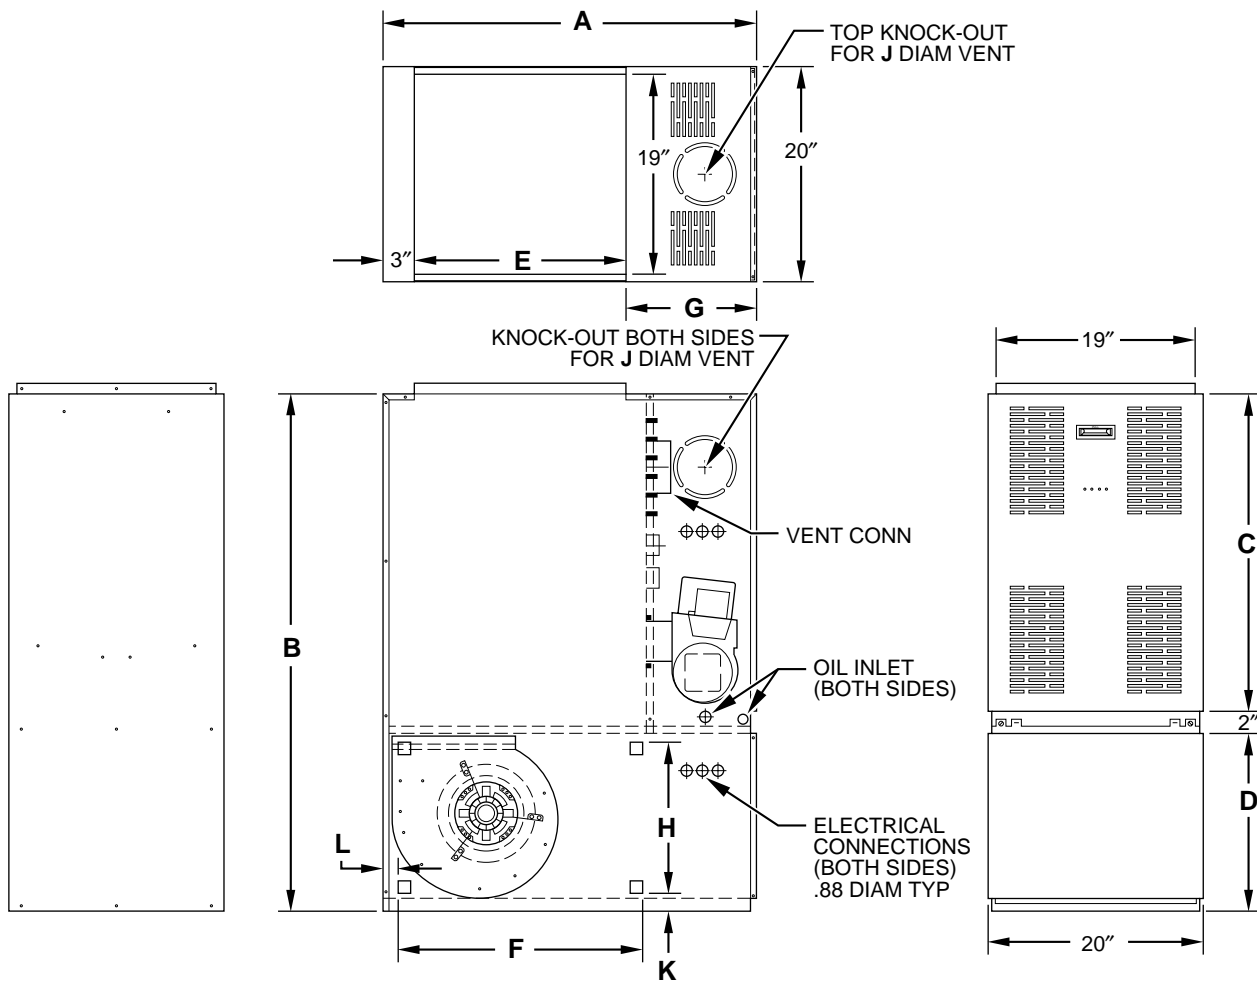 A
TOP KNOCK-OUT
FOR J DIAM VENT
19″
20″
3″
E
G
KNOCK-OUT BOTH SIDES
FOR J DIAM VENT
19″
VENT CONN
C
B
OIL INLET
(BOTH SIDES)
2″
D
H
L
ELECTRICAL
CONNECTIONS
(BOTH SIDES)
.88 DIAM TYP
F
K
20″